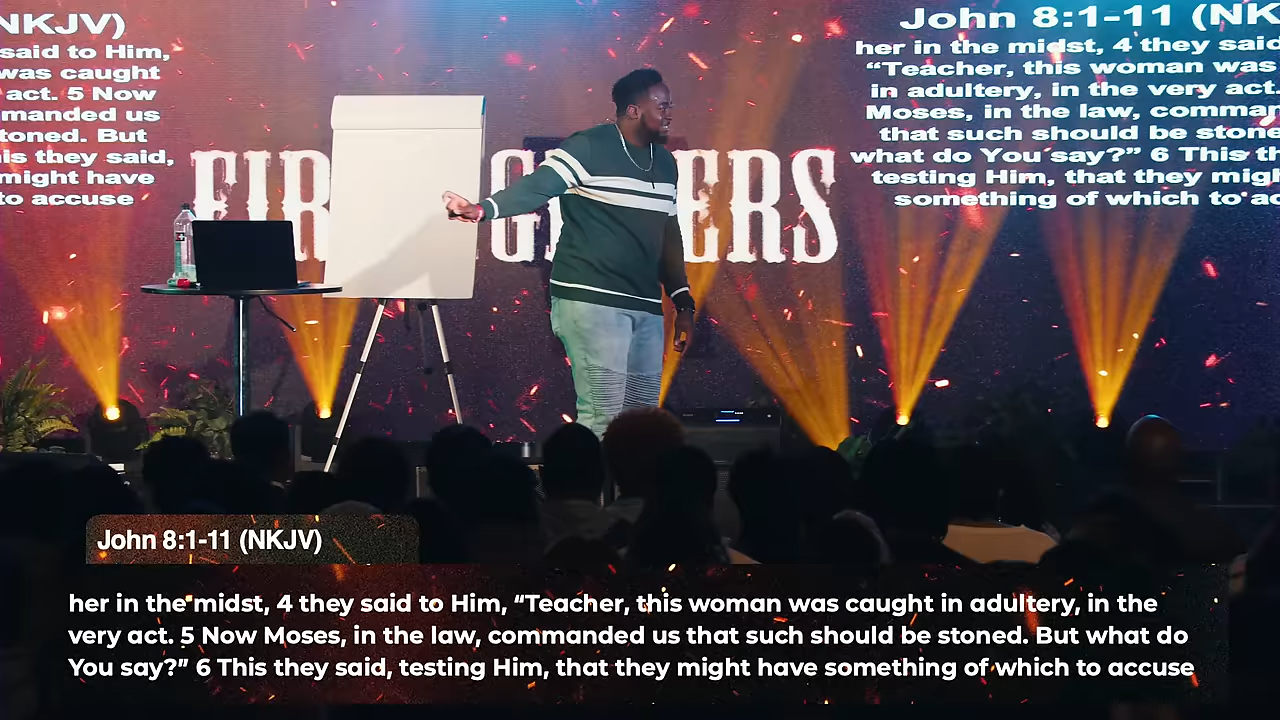 NKJV)
said to Him,
was caught
act. 5 Now
manded us
toned. But
is they said,
might have
to accuse
FIR GERS
John 8:1-11 (NK
her in the midst, 4 they said
“Teacher, this woman was
in adultery, in the very act.
Moses, in the law, comman
that such should be stone
what do You say?” 6 This th
testing Him, that they migh
something of which to ac
John 8:1-11 (NKJV)
her in the midst, 4 they said to Him, “Teacher, this woman was caught in adultery, in the
very act. 5 Now Moses, in the law, commanded us that such should be stoned. But what do
You say?” 6 This they said, testing Him, that they might have something of which to accuse